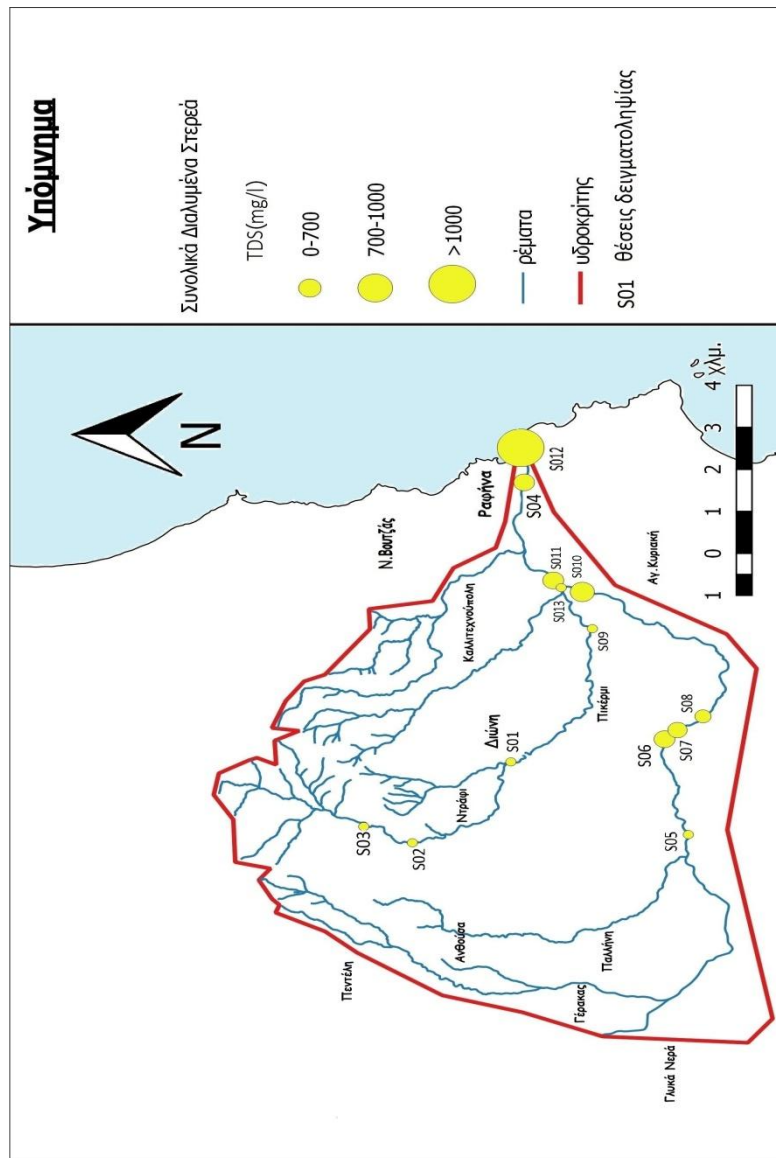 Υπόμνημα
Συνολικά Διαλυμένα Στερεά
TDS(mg/l)
0-700
700-1000
>1000
ρέματα
υδροκρίτης
S01 θέσεις δειγματοληψίας
N
Ν.Βουτζάς
Ραφήνα
Καλλιτεχνούπολη
Διώνη
Ντράφι
Πεντέλη
Ανθούσα
Πικέρμι
Αγ.Κυριακή
Παλλήνη
Γέρακας
Γλυκά Νερά
S03
S02
S01
S012
S04
S011
S013
S010
S09
S06
S07
S08
S05
1 0 1 2 3 4 χλμ.